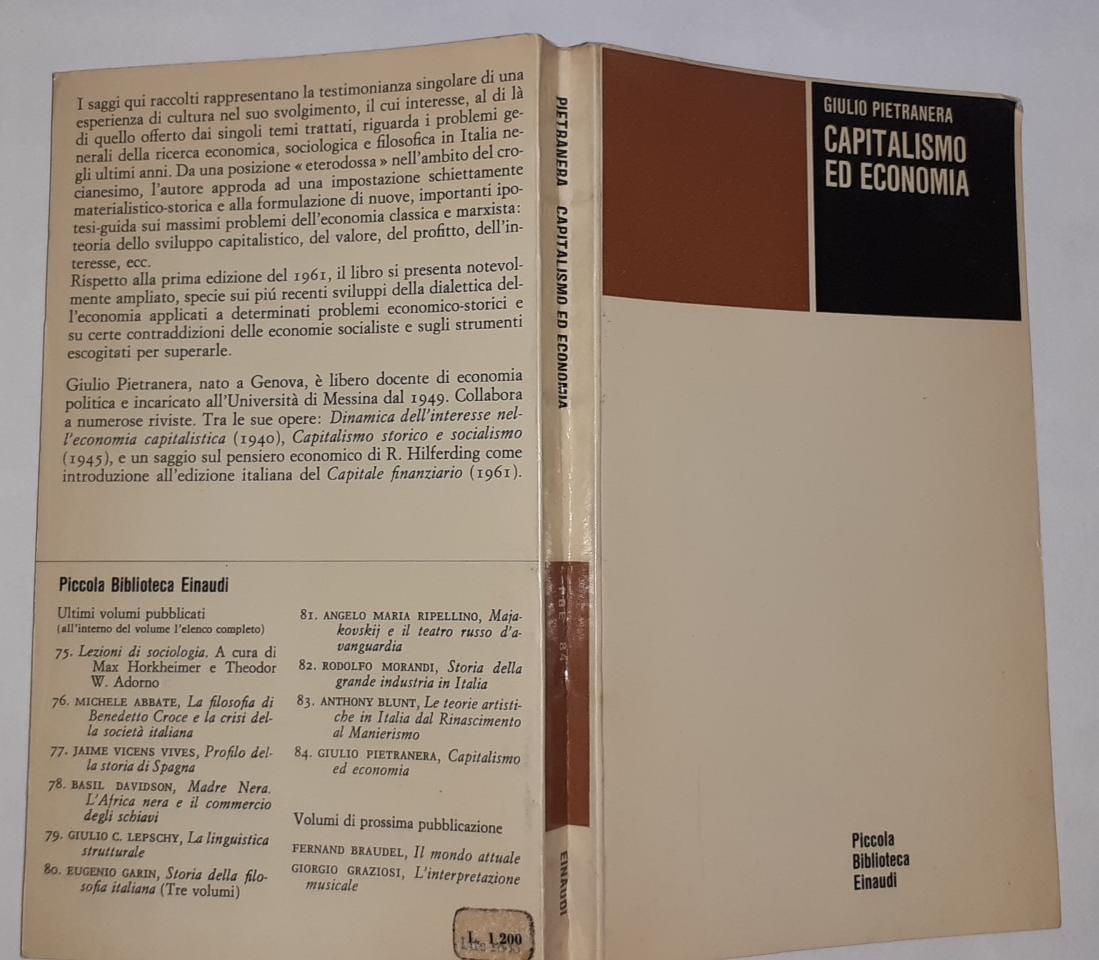 I saggi qui raccolti rappresentano la testimonianza singolare di una
esperienza di cultura nel suo svolgimento, il cui interesse, al di là
di quello offerto dai singoli temi trattati, riguarda i problemi ge-
nerali della ricerca economica, sociologica e filosofica in Italia ne-
gli ultimi anni. Da una posizione « eterodossa » nell'ambito del cro-
cianesimo, l'autore approda ad una impostazione schiettamente
materialistico-storica e alla formulazione di nuove, importanti ipo-
tesi-guida sui massimi problemi dell'economia classica e marxista:
teoria dello sviluppo capitalistico, del valore, del profitto, dell'in-
teresse, ecc.
Rispetto alla prima edizione del 1961, il libro si presenta notevol-
mente ampliato, specie sui piú recenti sviluppi della dialettica del-
l'economia applicati a determinati problemi economico-storici e
su certe contraddizioni delle economie socialiste e sugli strumenti
escogitati per superarle.
Giulio Pietranera, nato a Genova, è libero docente di economia
politica e incaricato all'Università di Messina dal 1949. Collabora
a numerose riviste. Tra le sue opere: Dinamica dell'interesse nel-
l'economia capitalistica (1940), Capitalismo storico e socialismo
(1945), e un saggio sul pensiero economico di R. Hilferding come
introduzione all'edizione italiana del Capitale finanziario (1961).
Piccola Biblioteca Einaudi
Ultimi volumi pubblicati
(all'interno del volume l'elenco completo)
75. Lezioni di sociologia. A cura di
Max Horkheimer e Theodor
W. Adorno
76. MICHELE ABBATE, La filosofia di
Benedetto Croce e la crisi del-
la società italiana
77. JAIME VICENS VIVES, Profilo del-
la storia di Spagna
78. BASIL DAVIDSON, Madre Nera.
L'Africa nera e il commercio
degli schiavi
79. GIULIO C. LEPSCHY, La linguistica
strutturale
80. EUGENIO GARIN, Storia della filo-
sofia italiana (Tre volumi)
81. ANGELO MARIA RIPELLINO, Maja-
kovskij e il teatro russo d'a-
vanguardia
82. RODOLFO MORANDI, Storia della
grande industria in Italia
83. ANTHONY BLUNT, Le teorie artisti-
che in Italia dal Rinascimento
al Manierismo
84. GIULIO PIETRANERA, Capitalismo
ed economia
Volumi di prossima pubblicazione
FERNAND BRAUDEL, Il mondo attuale
GIORGIO GRAZIOSI, L'interpretazione
musicale
L. 1.200
PIETRANERA CAPITALISMO ED ECONOMIA
PBE 84
EINAUDI
GIULIO PIETRANERA
CAPITALISMO
ED ECONOMIA
Piccola
Biblioteca
Einaudi